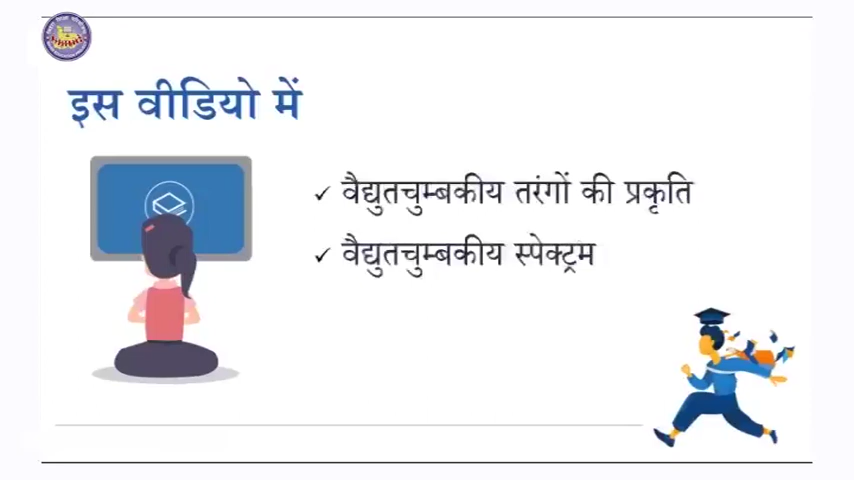 इस वीडियो में
✓ वैद्युतचुम्बकीय तरंगों की प्रकृति
✓ वैद्युतचुम्बकीय स्पेक्ट्रम